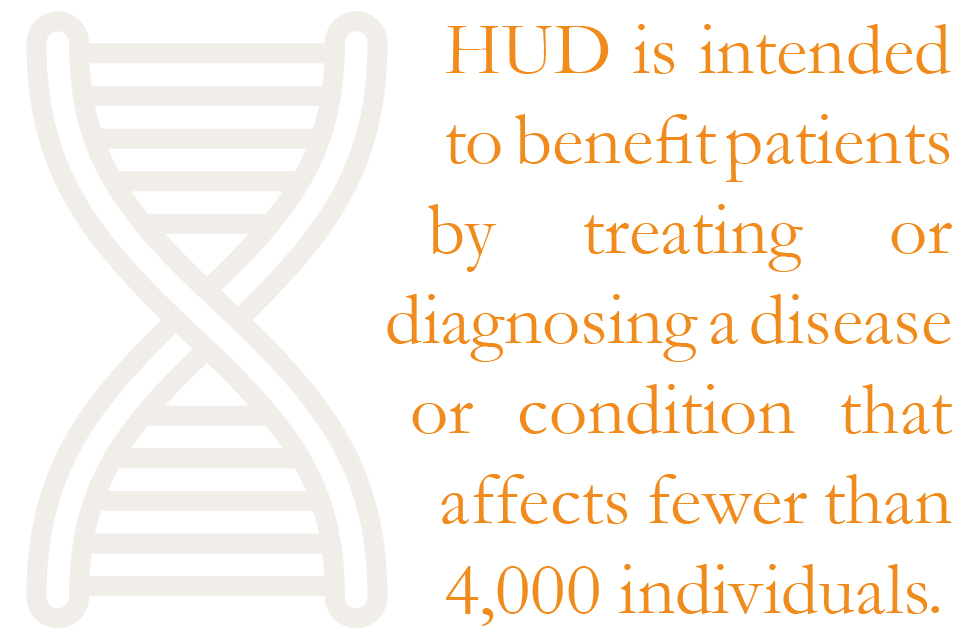 HUD is intended
to benefit patients
by treating or
diagnosing a disease
or condition that
affects fewer than
4,000 individuals.